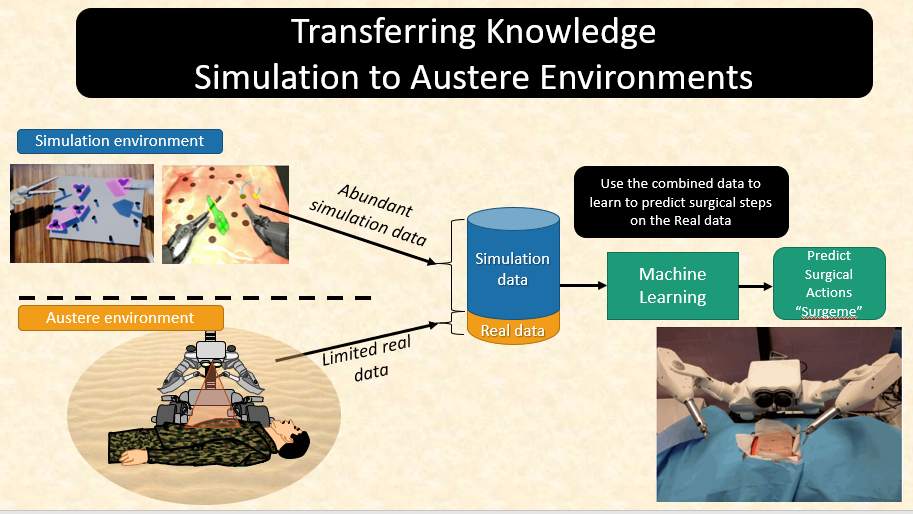 Transferring Knowledge
Simulation to Austere Environments
Simulation environment
Abundant
simulation data
Use the combined data to
learn to predict surgical steps
on the Real data
Simulation
data
Machine
Learning
Predict
Surgical
Actions
“Surgeme”
Austere environment
Real data
Limited real
data